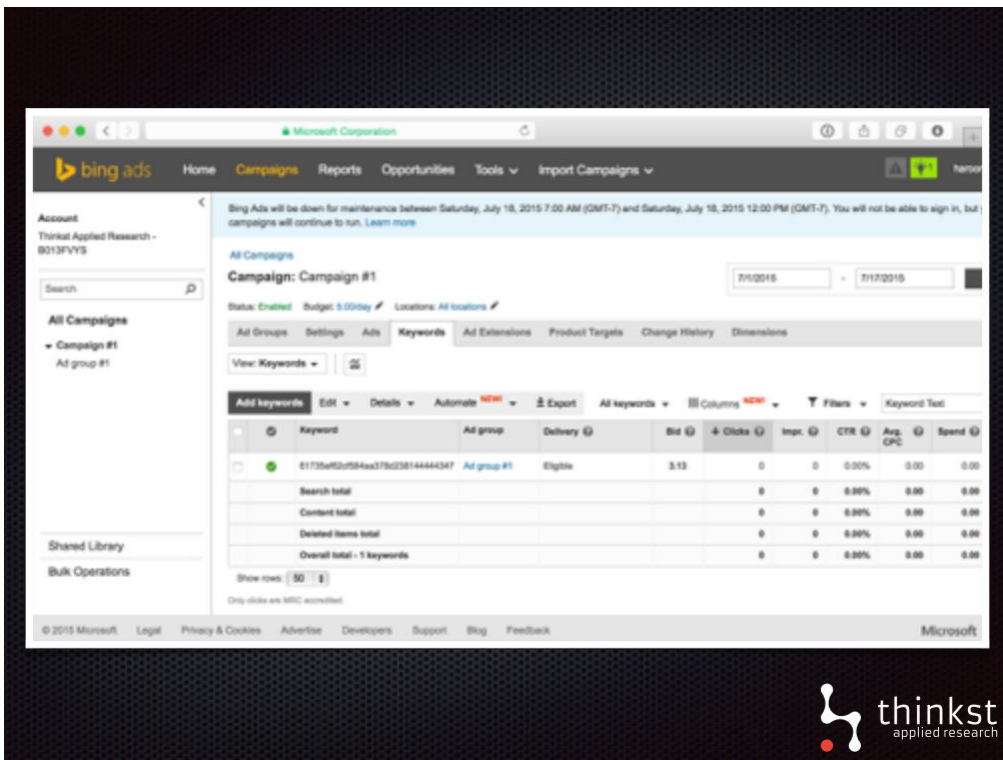 Microsoft Corporation
bing ads Home Campaigns Reports Opportunities Tools Import Campaigns
Account
Thinkst Applied Research -
B013FVYS
Search
All Campaigns
Campaign #1
Ad group #1
Shared Library
Bulk Operations
Bing Ads will be down for maintenance between Saturday, July 18, 2015 7:00 AM (GMT-7) and Saturday, July 18, 2015 12:00 PM (GMT-7). You will not be able to sign in, but
campaigns will continue to run. Learn more
All Campaigns
Campaign: Campaign #1
7/1/2015 - 7/17/2015
Status: Enabled Budget: 5.00/day Locations: All locations
Ad Groups Settings Ads Keywords Ad Extensions Product Targets Change History Dimensions
View: Keywords
Add keywords Edit Details Automate NEW! Export All keywords Columns NEW! Filters Keyword Text
Keyword Ad group Delivery Bid Clicks Impr. CTR Avg. CPC Spend
Ad group #1 Eligible 3.13 0 0 0.00% 0.00 0.00
Search total 0 0 0.00% 0.00 0.00
Content total 0 0 0.00% 0.00 0.00
Deleted items total 0 0 0.00% 0.00 0.00
Overall total - 1 keywords 0 0 0.00% 0.00 0.00
Show rows: 50
Only clicks are MRC accredited.
© 2015 Microsoft Legal Privacy & Cookies Advertise Developers Support Blog Feedback Microsoft
thinkst
applied research